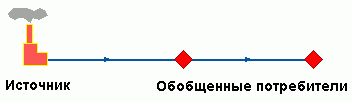 Источник
Обобщенные потребители